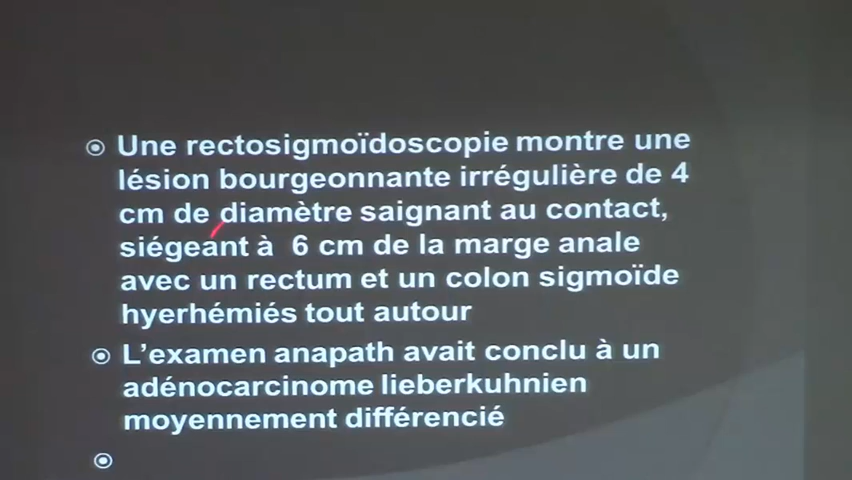 Une rectosigmoïdoscopie montre une
lésion bourgeonnante irrégulière de 4
cm de diamètre saignant au contact,
siégeant à 6 cm de la marge anale
avec un rectum et un colon sigmoïde
hyerhémiés tout autour
L'examen anapath avait conclu à un
adénocarcinome lieberkuhnien
moyennement différencié